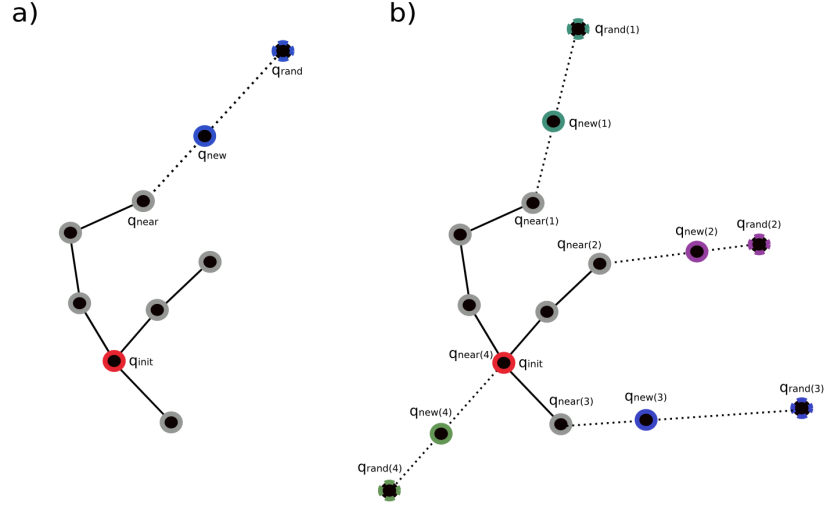 a)
qrand
qnew
qnear
qinit
b)
qrand(1)
qnew(1)
qnear(1)
qrand(2)
qnew(2)
qnear(2)
qnear(4) qinit
qrand(3)
qnew(3)
qnear(3)
qnew(4)
qrand(4)